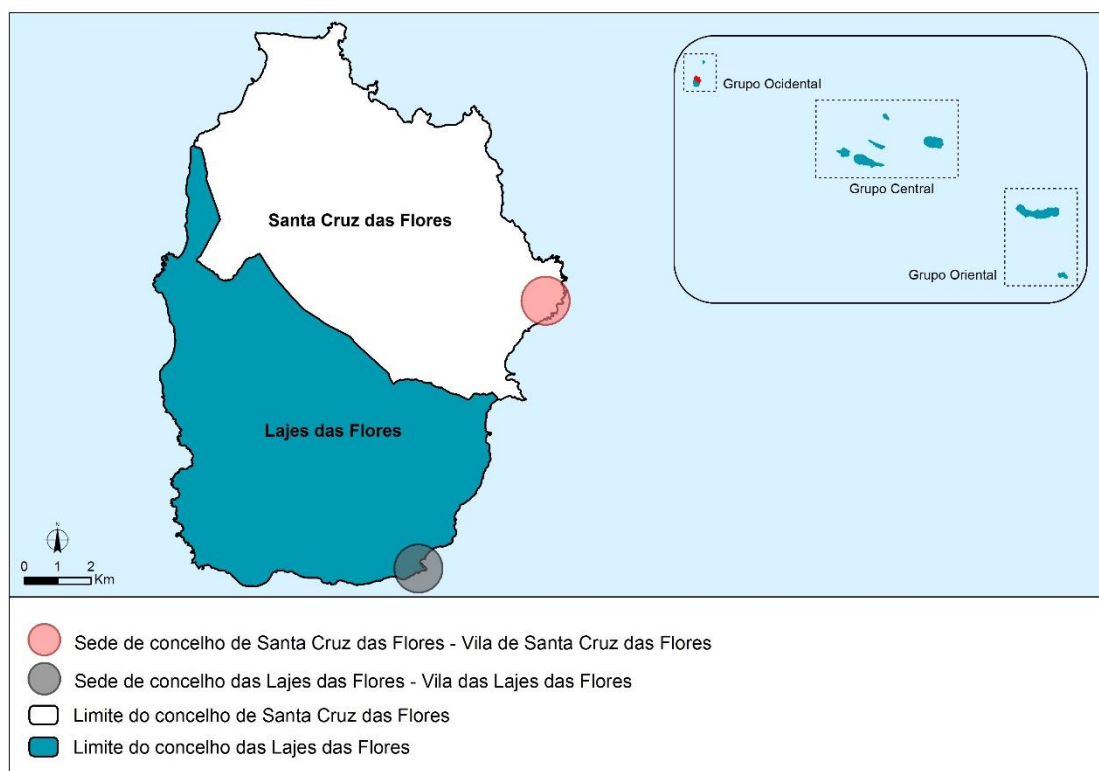 Grupo Ocidental
Grupo Central
Grupo Oriental
Santa Cruz das Flores
Lajes das Flores
N
0 1 2
Km
Sede de concelho de Santa Cruz das Flores - Vila de Santa Cruz das Flores
Sede de concelho das Lajes das Flores - Vila das Lajes das Flores
Limite do concelho de Santa Cruz das Flores
Limite do concelho das Lajes das Flores